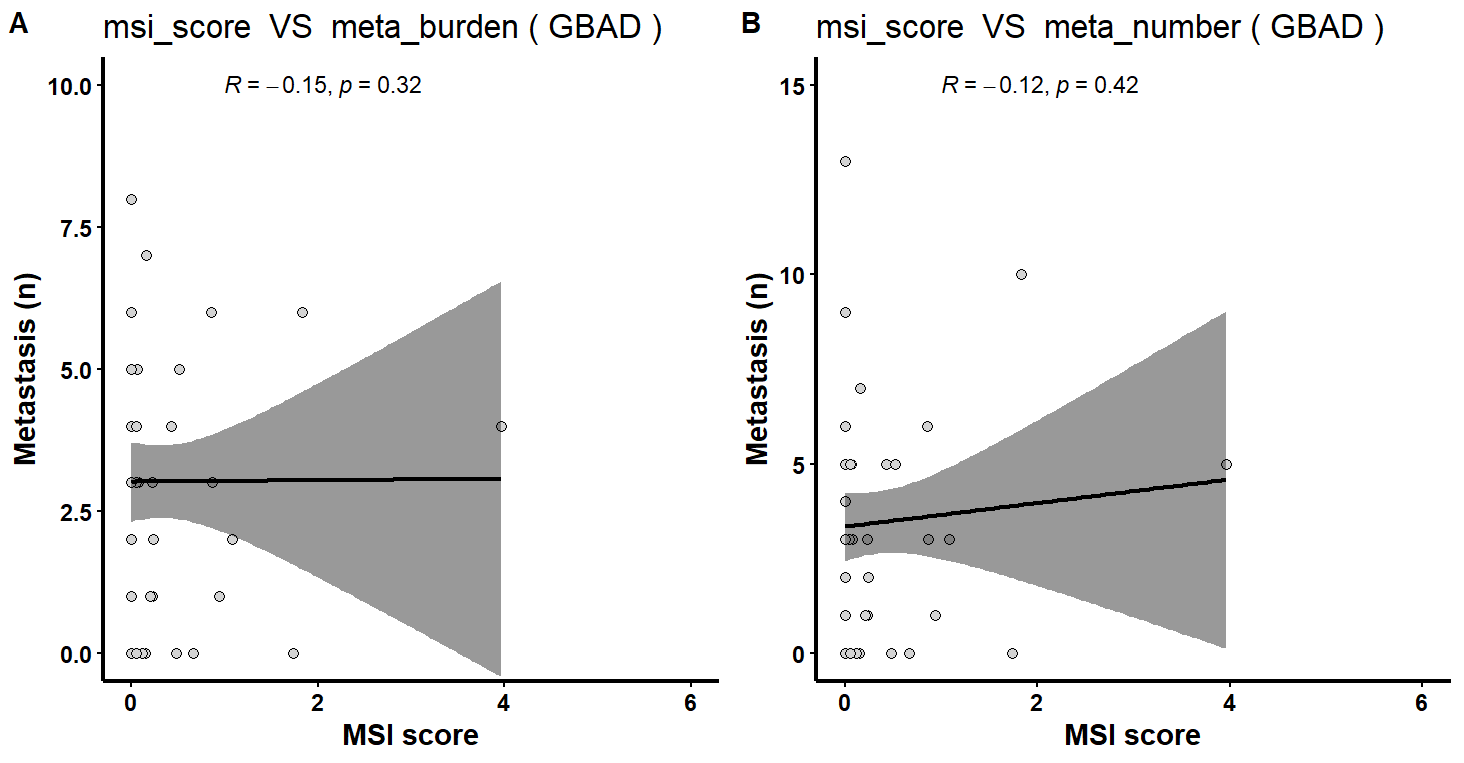 A
msi_score VS meta_burden ( GBAD )
R = −0.15, p = 0.32
10.0
7.5
5.0
2.5
0.0
Metastasis (n)
0 2 4 6
MSI score
B
msi_score VS meta_number ( GBAD )
R = −0.12, p = 0.42
15
10
5
0
Metastasis (n)
0 2 4 6
MSI score